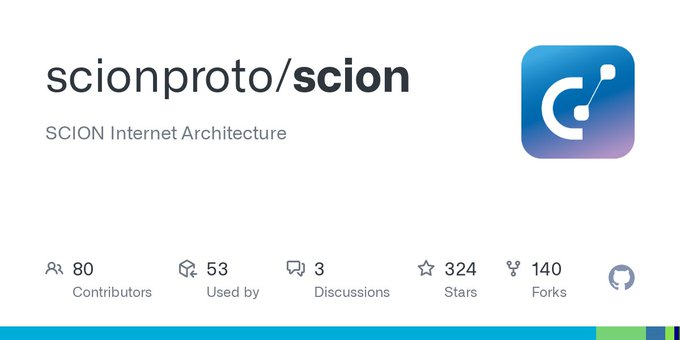 scionproto/scion
SCION Internet Architecture
80
Contributors
53
Used by
3
Discussions
324
Stars
140
Forks